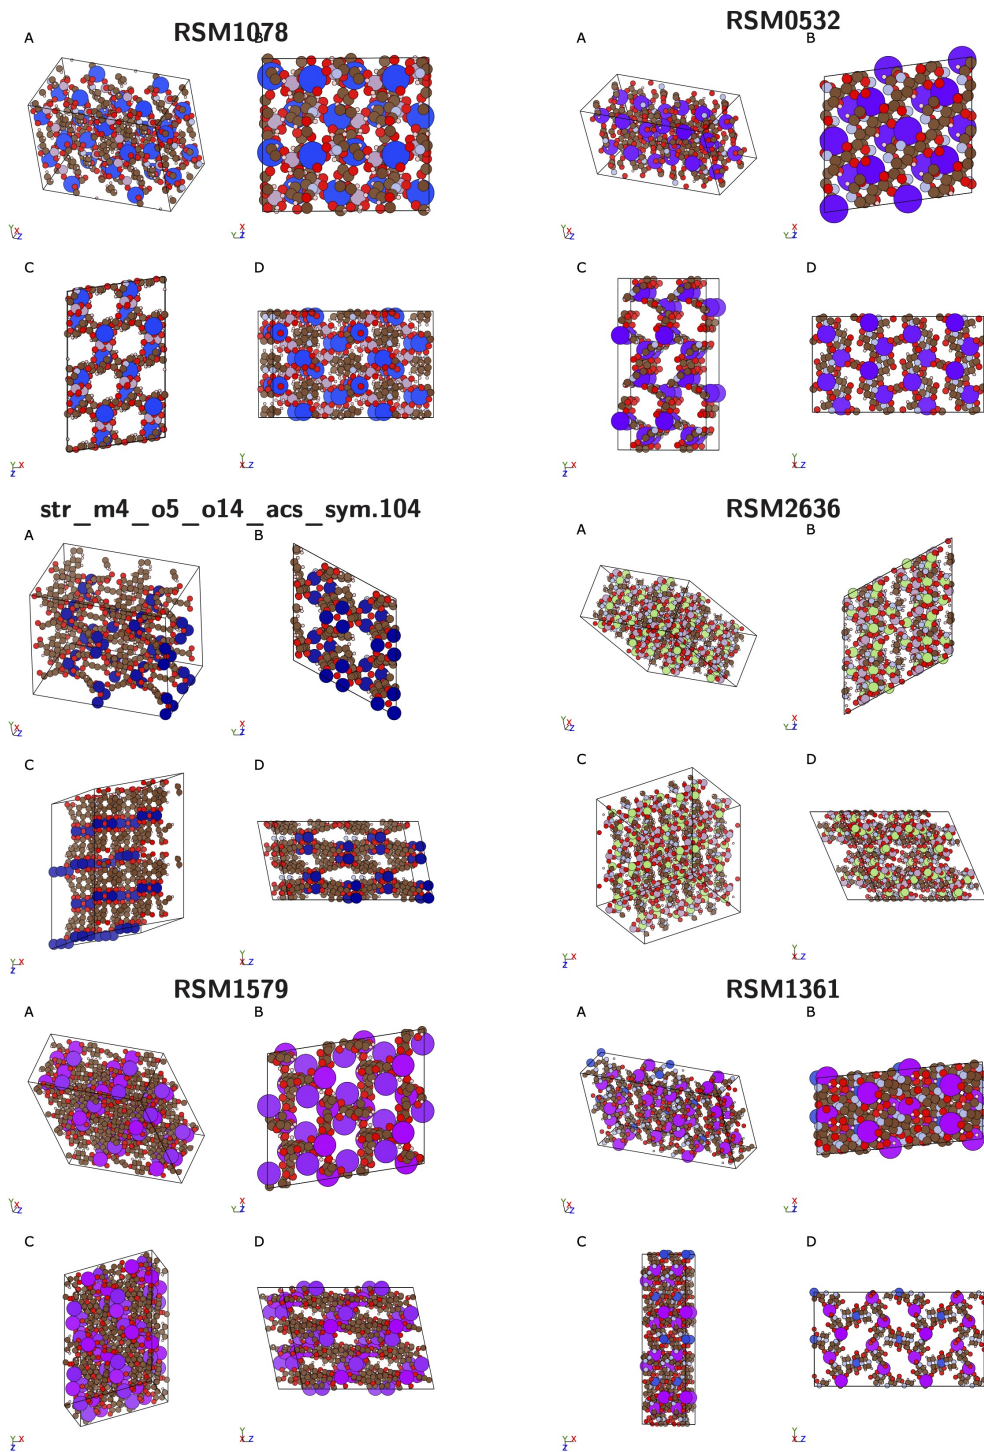 RSM1078
A
B
Y X Z
X Y Z
C
D
Y X Z
Y X Z
RSM0532
A
B
Y X Z
X Y Z
C
D
Y X Z
Y X Z
str_m4_o5_o14_acs_sym.104
A
B
Y X Z
X Y Z
C
D
Y X Z
Y X Z
RSM2636
A
B
Y X Z
X Y Z
C
D
Y X Z
Y X Z
RSM1579
A
B
Y X Z
X Y Z
C
D
Y X Z
Y X Z
RSM1361
A
B
Y X Z
X Y Z
C
D
Y X Z
Y X Z